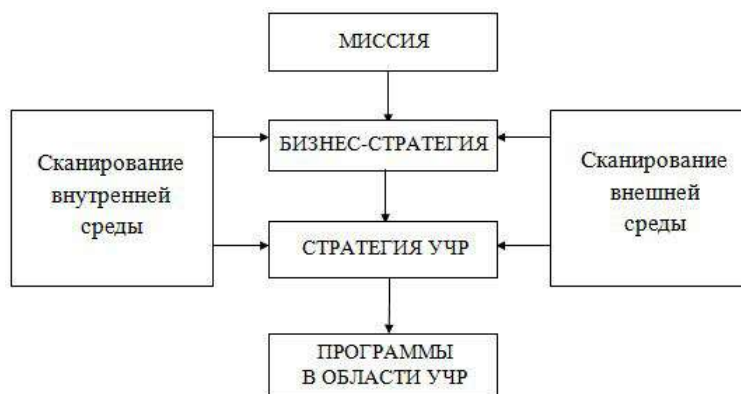 МИССИЯ
БИЗНЕС-СТРАТЕГИЯ
Сканирование
внутренней
среды
Сканирование
внешней
среды
СТРАТЕГИЯ УЧР
ПРОГРАММЫ
В ОБЛАСТИ УЧР